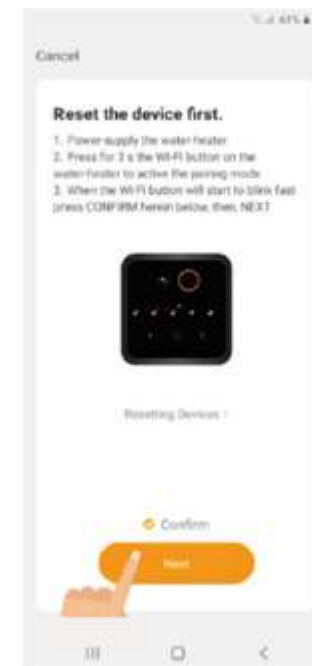 Cancel
Reset the device first.
1. Power-supply the water heater
2. Press for 3 s the Wi-Fi button on the
water-heater to active the pairing mode
3. When the Wi-Fi button will start to blink fast
press CONFIRM herein below, then, NEXT
Resetting Devices
Confirm
Next